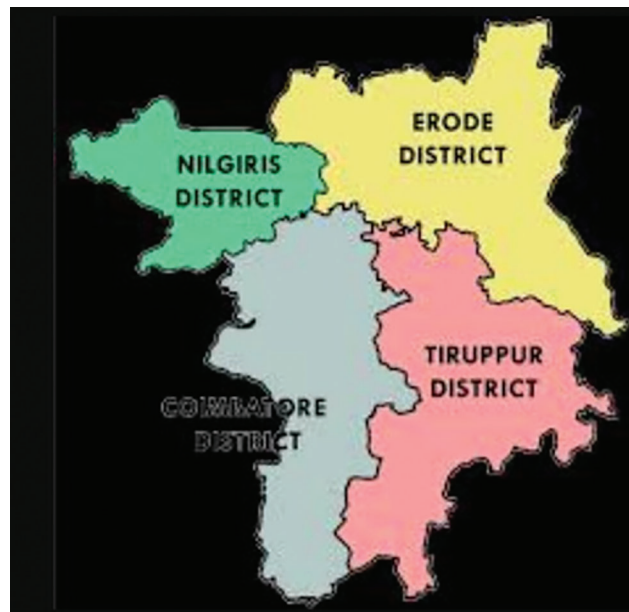 ERODE
DISTRICT
NILGIRIS
DISTRICT
TIRUPPUR
DISTRICT
COIMBATORE
DISTRICT